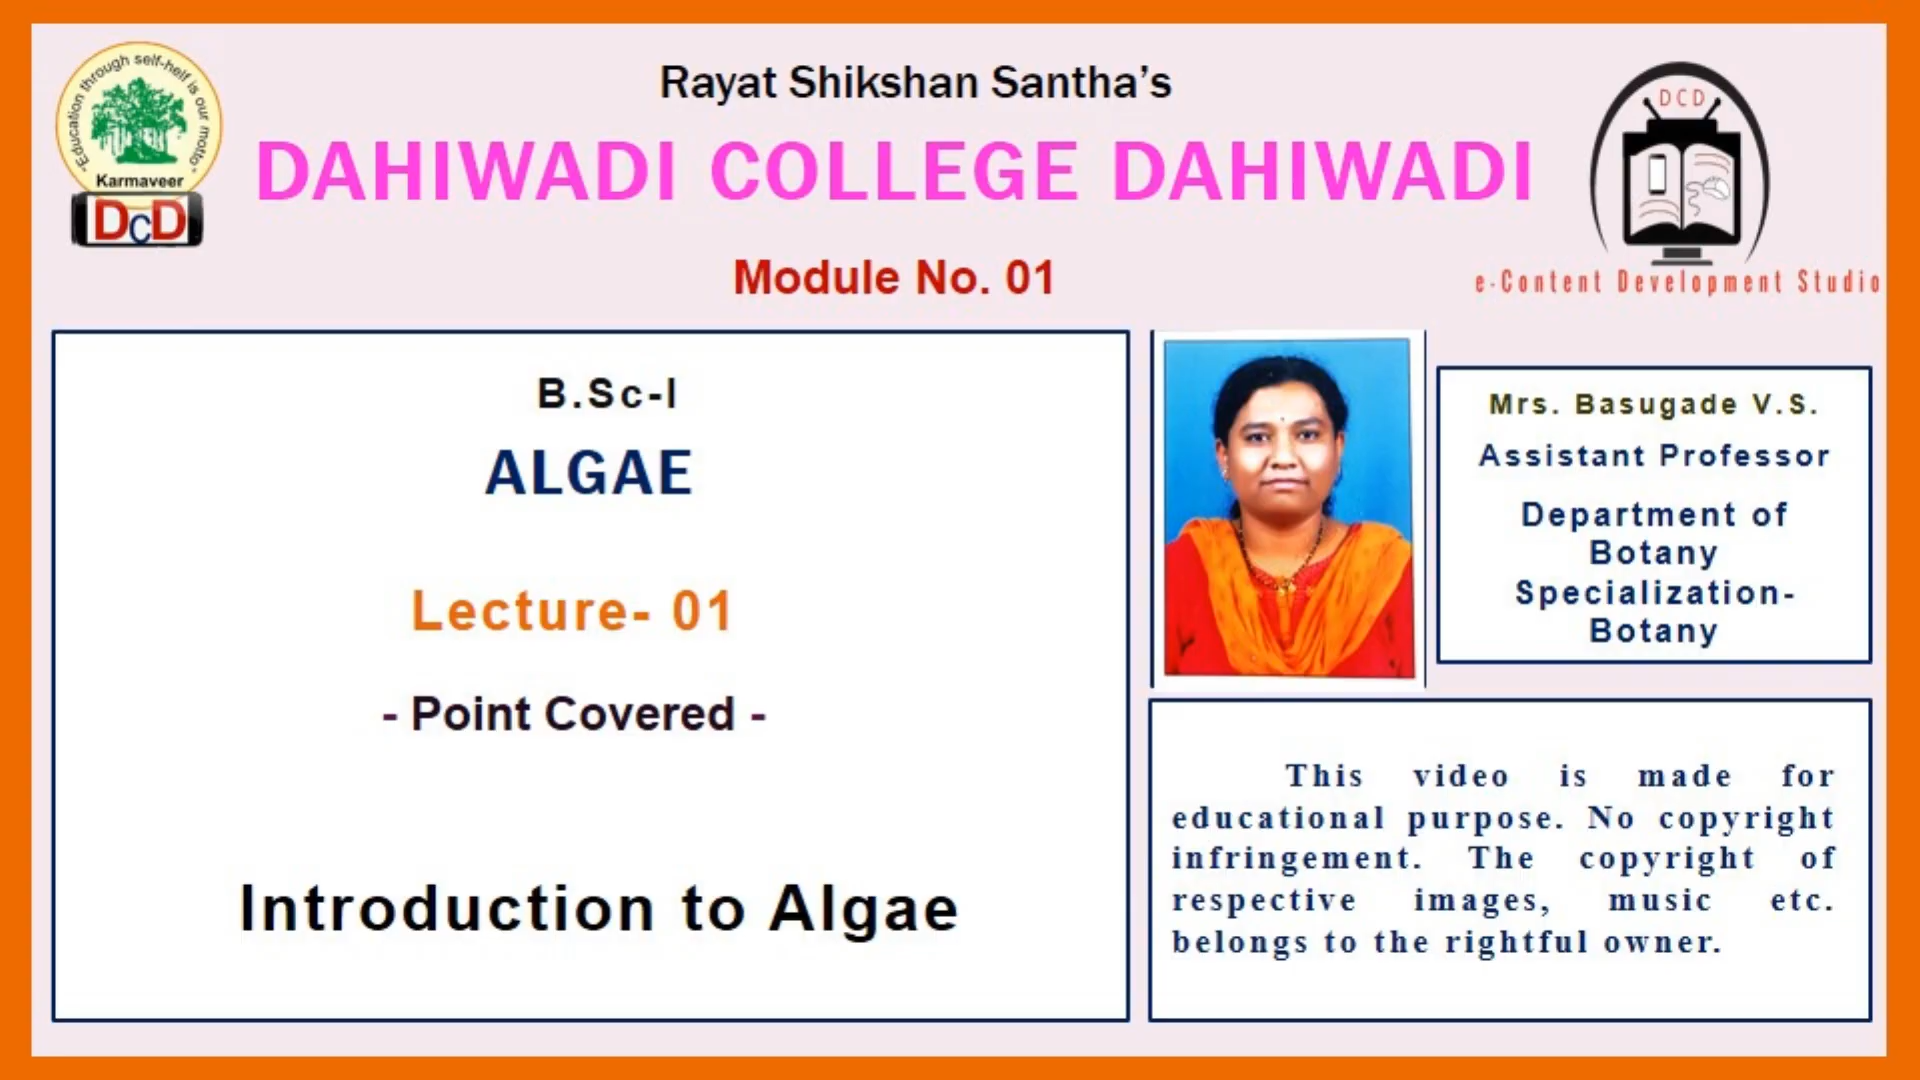 Rayat Shikshan Santha's
DAHIWADI COLLEGE DAHIWADI
Module No. 01
"Education through self-helf is our motto"
Karmaveer
DcD
DCD
e-Content Development Studio
B.Sc-I
ALGAE
Lecture- 01
- Point Covered -
Introduction to Algae
Mrs. Basugade V.S.
Assistant Professor
Department of
Botany
Specialization-
Botany
This video is made for
educational purpose. No copyright
infringement. The copyright of
respective images, music etc.
belongs to the rightful owner.